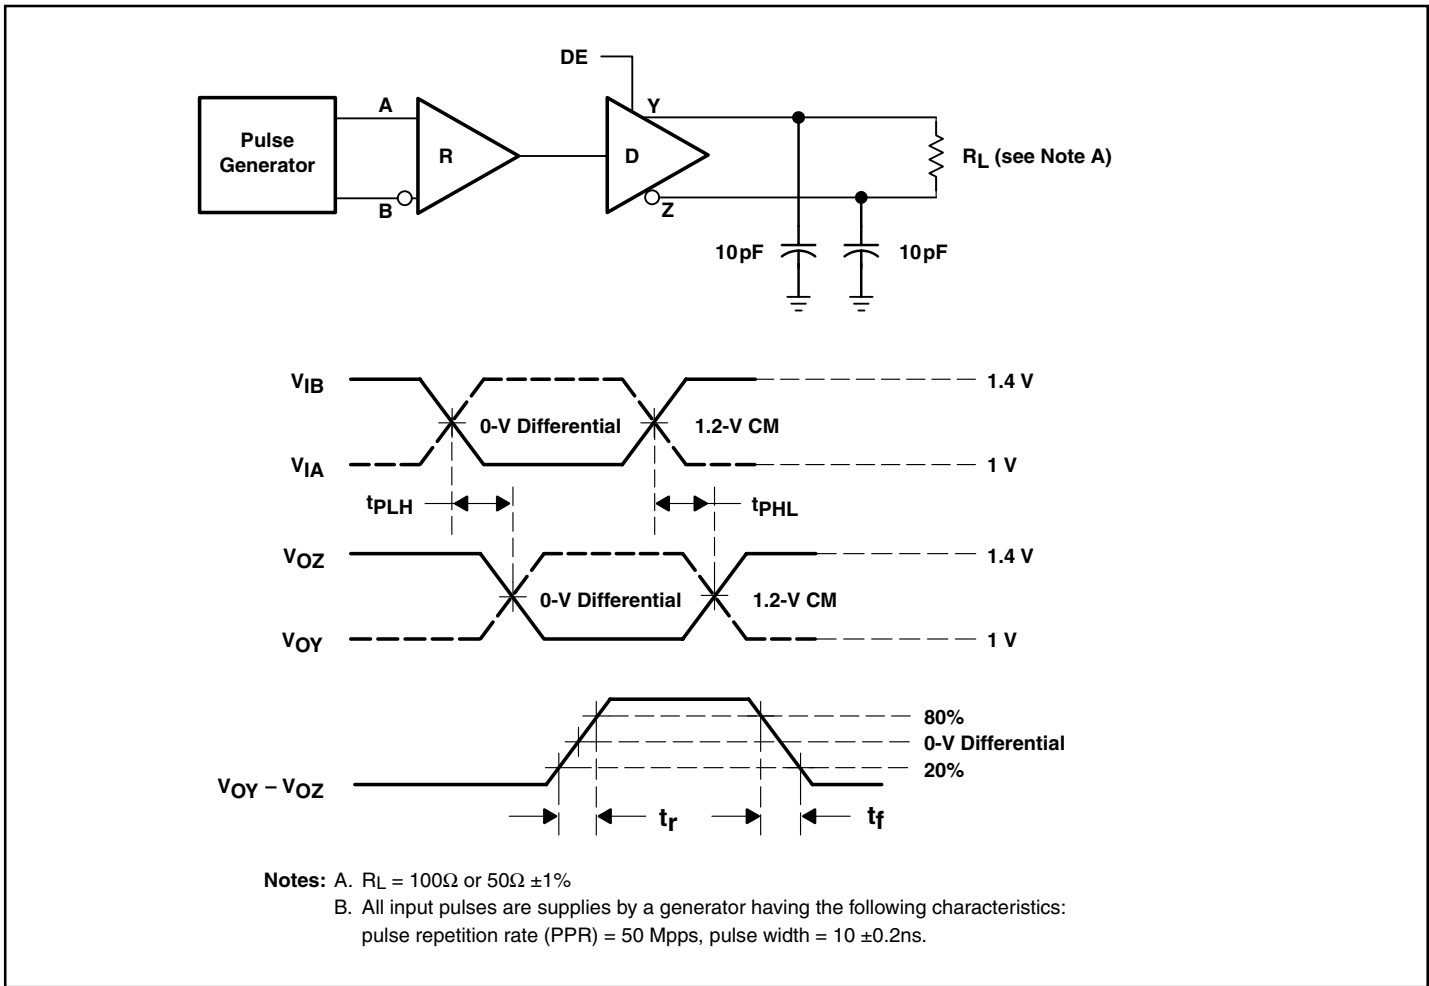 DE
A
Y
Pulse
Generator
R
D
RL (see Note A)
B
Z
10pF
10pF
VIB
1.4 V
0-V Differential
1.2-V CM
VIA
1 V
tPLH
tPHL
VOZ
1.4 V
0-V Differential
1.2-V CM
VOY
1 V
80%
0-V Differential
20%
VOY – VOZ
tr
tf
Notes: A. RL = 100Ω or 50Ω ±1%
B. All input pulses are supplies by a generator having the following characteristics:
pulse repetition rate (PPR) = 50 Mpps, pulse width = 10 ±0.2ns.